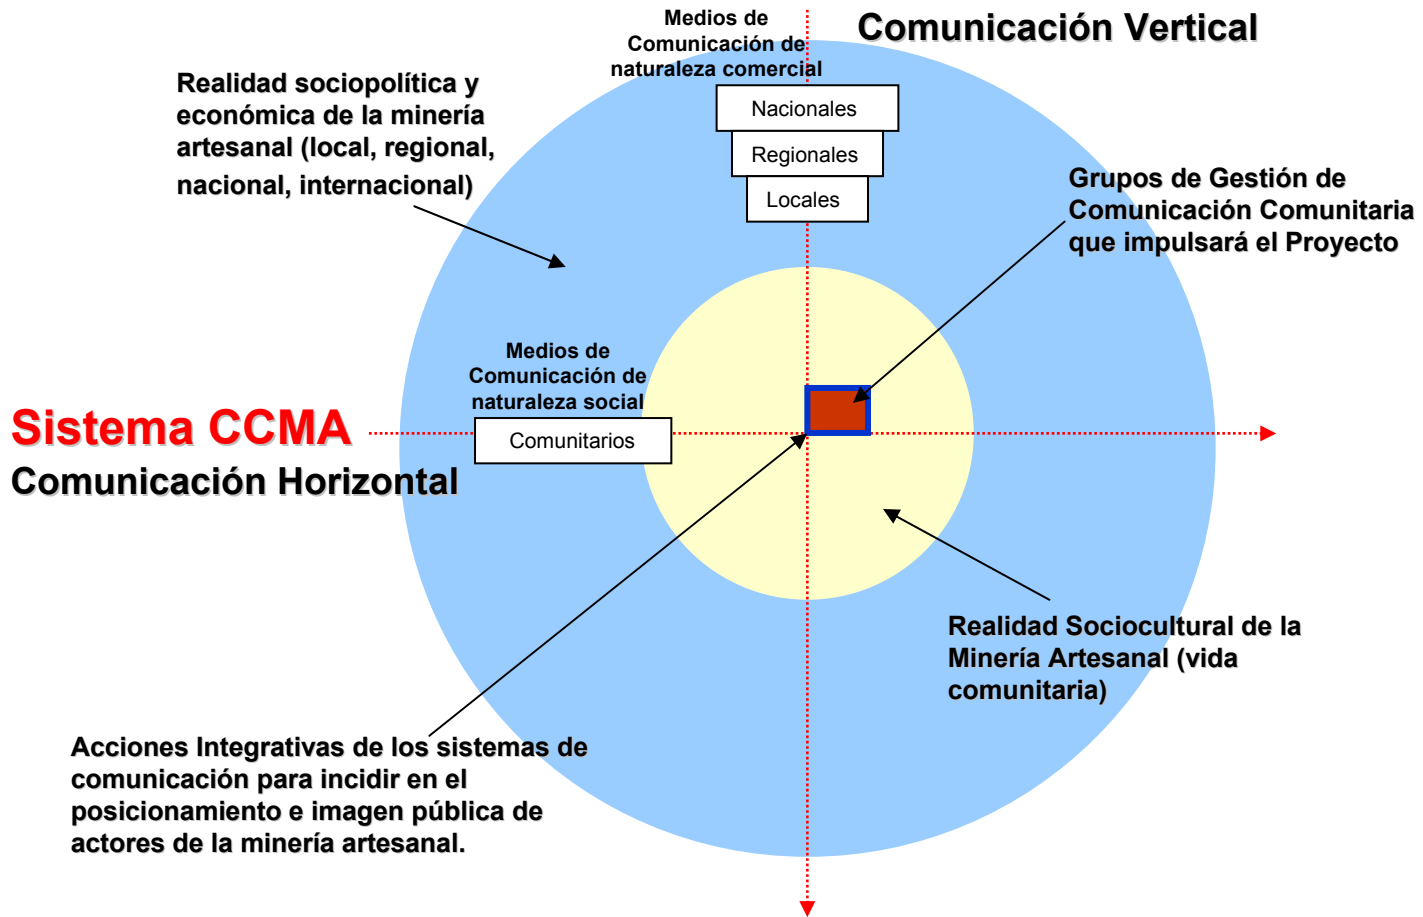 Medios de
Comunicación de
naturaleza comercial
Comunicación Vertical
Realidad sociopolítica y
económica de la minería
artesanal (local, regional,
nacional, internacional)
Nacionales
Regionales
Locales
Grupos de Gestión de
Comunicación Comunitaria
que impulsará el Proyecto
Medios de
Comunicación de
naturaleza social
Comunitarios
Sistema CCMA
Comunicación Horizontal
Realidad Sociocultural de la
Minería Artesanal (vida
comunitaria)
Acciones Integrativas de los sistemas de
comunicación para incidir en el
posicionamiento e imagen pública de
actores de la minería artesanal.